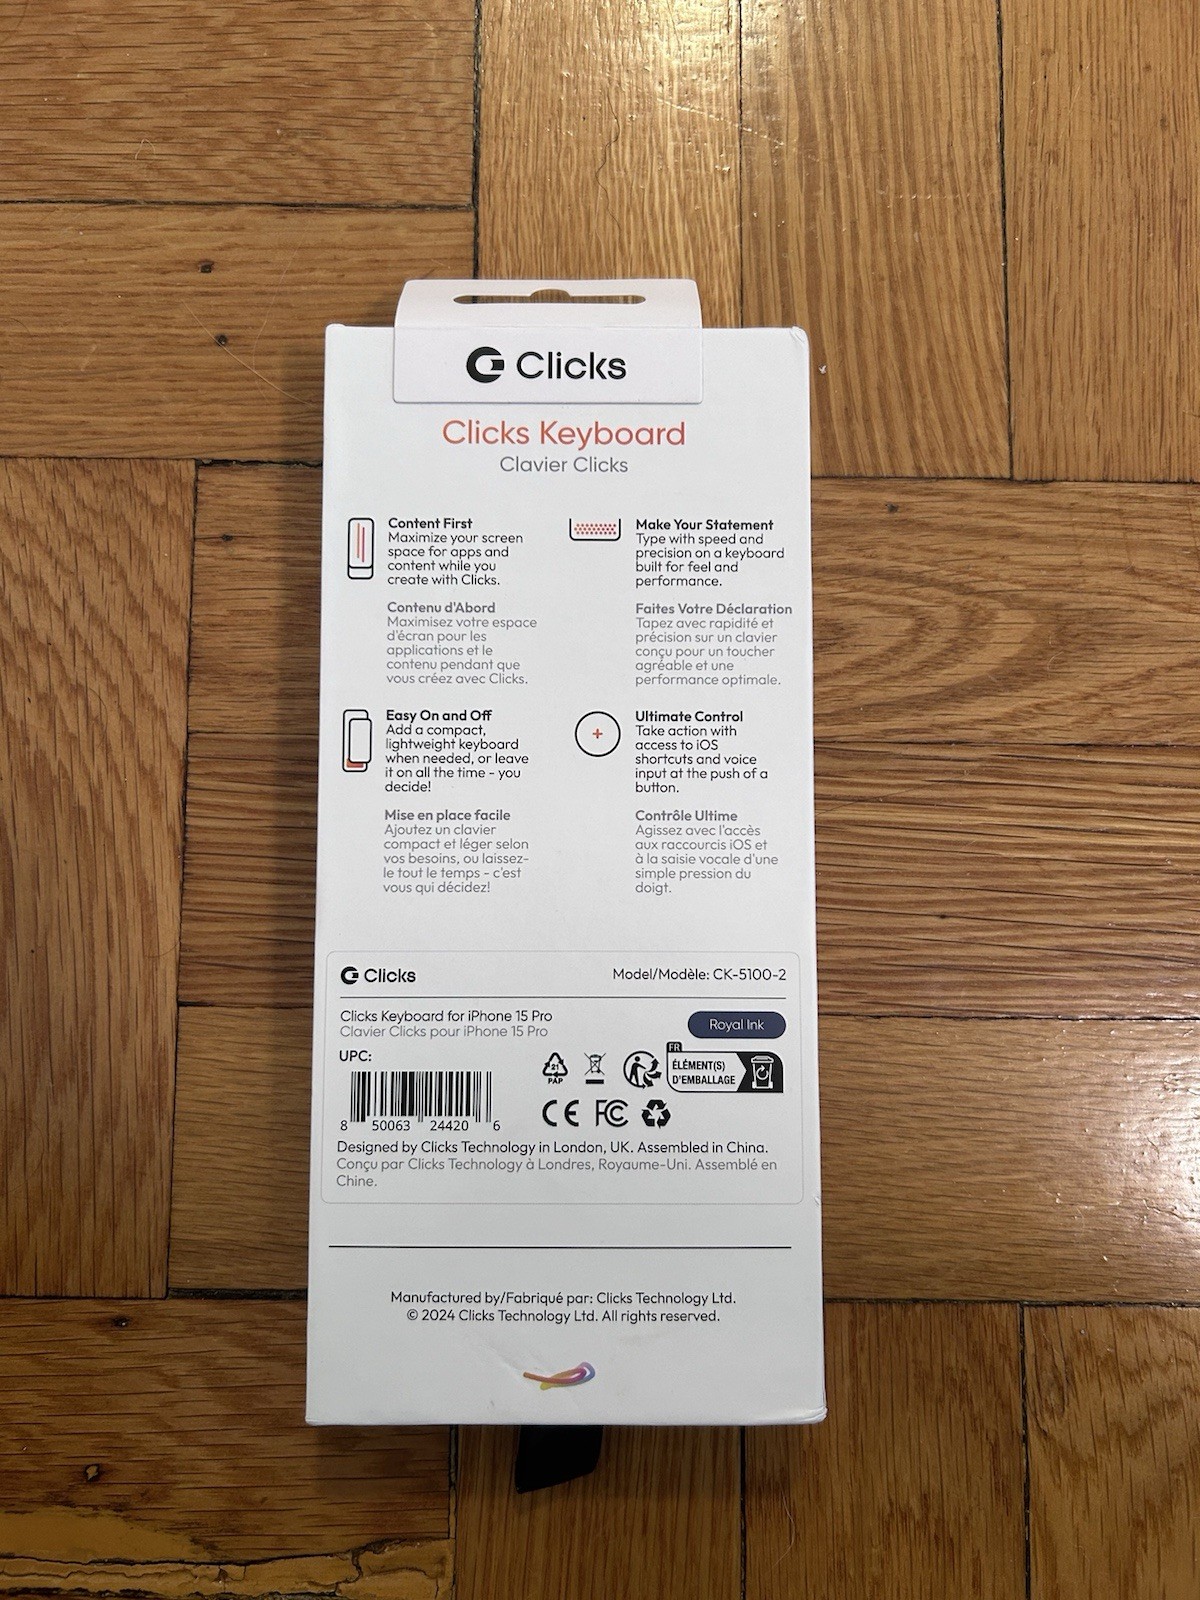 Clicks
Clicks Keyboard
Clavier Clicks
Content First
Maximize your screen
space for apps and
content while you
create with Clicks.
Contenu d'Abord
Maximisez votre espace
d'écran pour les
applications et le
contenu pendant que
vous créez avec Clicks.
Make Your Statement
Type with speed and
precision on a keyboard
built for feel and
performance.
Faites Votre Déclaration
Tapez avec rapidité et
précision sur un clavier
conçu pour un toucher
agréable et une
performance optimale.
Easy On and Off
Add a compact,
lightweight keyboard
when needed, or leave
it on all the time - you
decide!
Mise en place facile
Ajoutez un clavier
compact et léger selon
vos besoins, ou laissez-
le tout le temps - c'est
vous qui décidez!
Ultimate Control
Take action with
access to iOS
shortcuts and voice
input at the push of a
button.
Contrôle Ultime
Agissez avec l'accès
aux raccourcis iOS et
à la saisie vocale d'une
simple pression du
doigt.
Clicks
Model/Modèle: CK-5100-2
Clicks Keyboard for iPhone 15 Pro
Clavier Clicks pour iPhone 15 Pro
Royal Ink
UPC:
8 50063 24420 6
21
PAP
FR
ÉLÉMENT(S)
D'EMBALLAGE
CE FC
Designed by Clicks Technology in London, UK. Assembled in China.
Conçu par Clicks Technology à Londres, Royaume-Uni. Assemblé en
Chine.
Manufactured by/Fabriqué par: Clicks Technology Ltd.
© 2024 Clicks Technology Ltd. All rights reserved.